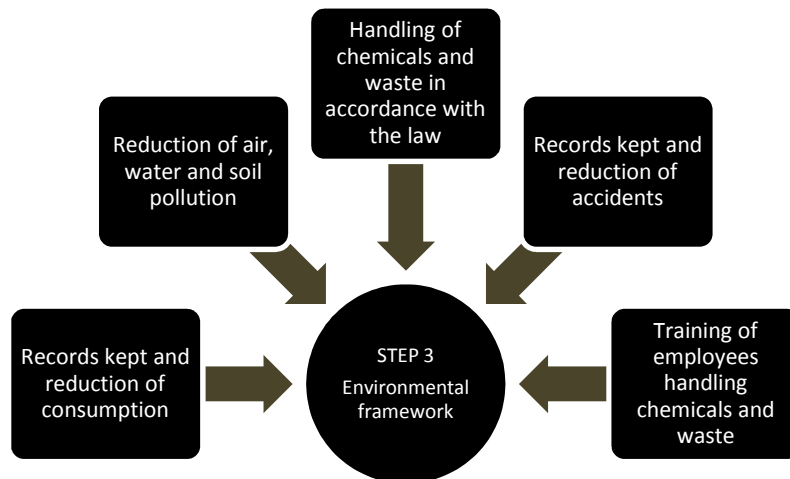 Handling of
chemicals and
waste in
accordance with
the law
Reduction of air,
water and soil
pollution
Records kept and
reduction of
accidents
Records kept and
reduction of
consumption
STEP 3
Environmental
framework
Training of
employees
handling
chemicals and
waste